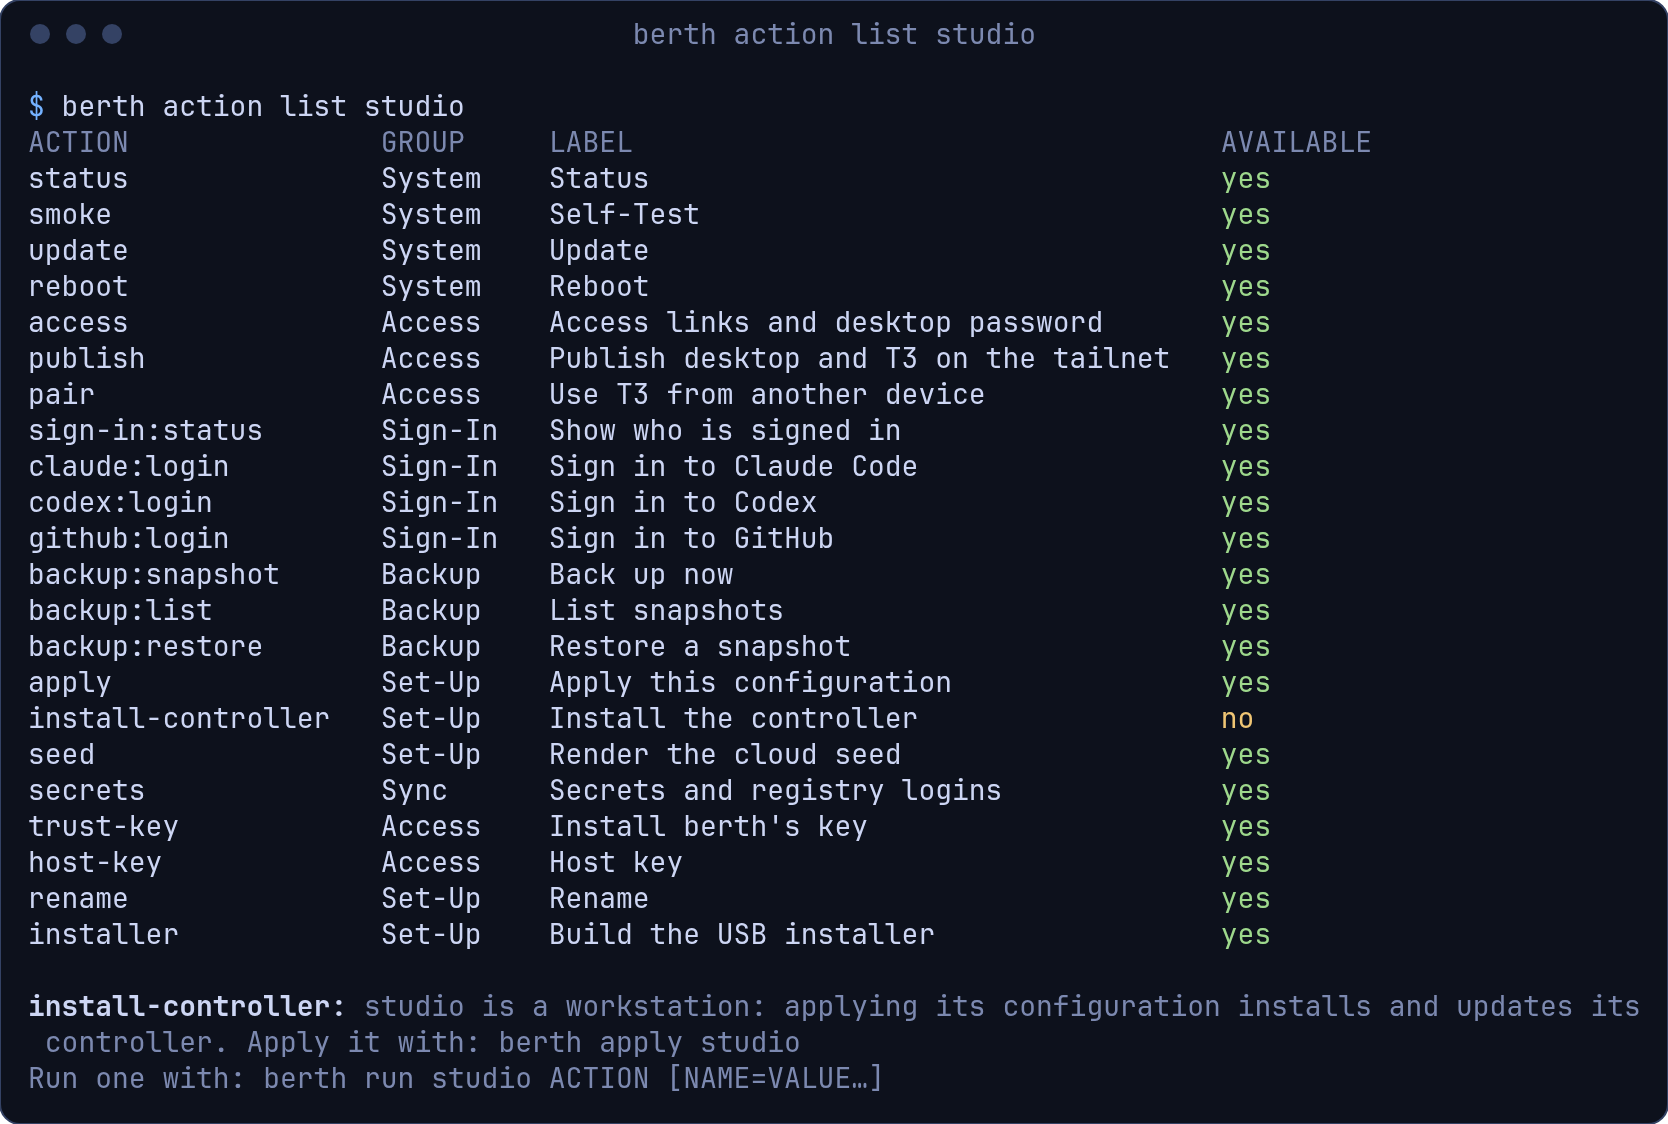 berth action list studio
$ berth action list studio
ACTION GROUP LABEL AVAILABLE
status System Status yes
smoke System Self-Test yes
update System Update yes
reboot System Reboot yes
access Access Access links and desktop password yes
publish Access Publish desktop and T3 on the tailnet yes
pair Access Use T3 from another device yes
sign-in:status Sign-In Show who is signed in yes
claude:login Sign-In Sign in to Claude Code yes
codex:login Sign-In Sign in to Codex yes
github:login Sign-In Sign in to GitHub yes
backup:snapshot Backup Back up now yes
backup:list Backup List snapshots yes
backup:restore Backup Restore a snapshot yes
apply Set-Up Apply this configuration yes
install-controller Set-Up Install the controller no
seed Set-Up Render the cloud seed yes
secrets Sync Secrets and registry logins yes
trust-key Access Install berth's key yes
host-key Access Host key yes
rename Set-Up Rename yes
installer Set-Up Build the USB installer yes
install-controller: studio is a workstation: applying its configuration installs and updates its
controller. Apply it with: berth apply studio
Run one with: berth run studio ACTION [NAME=VALUE…]